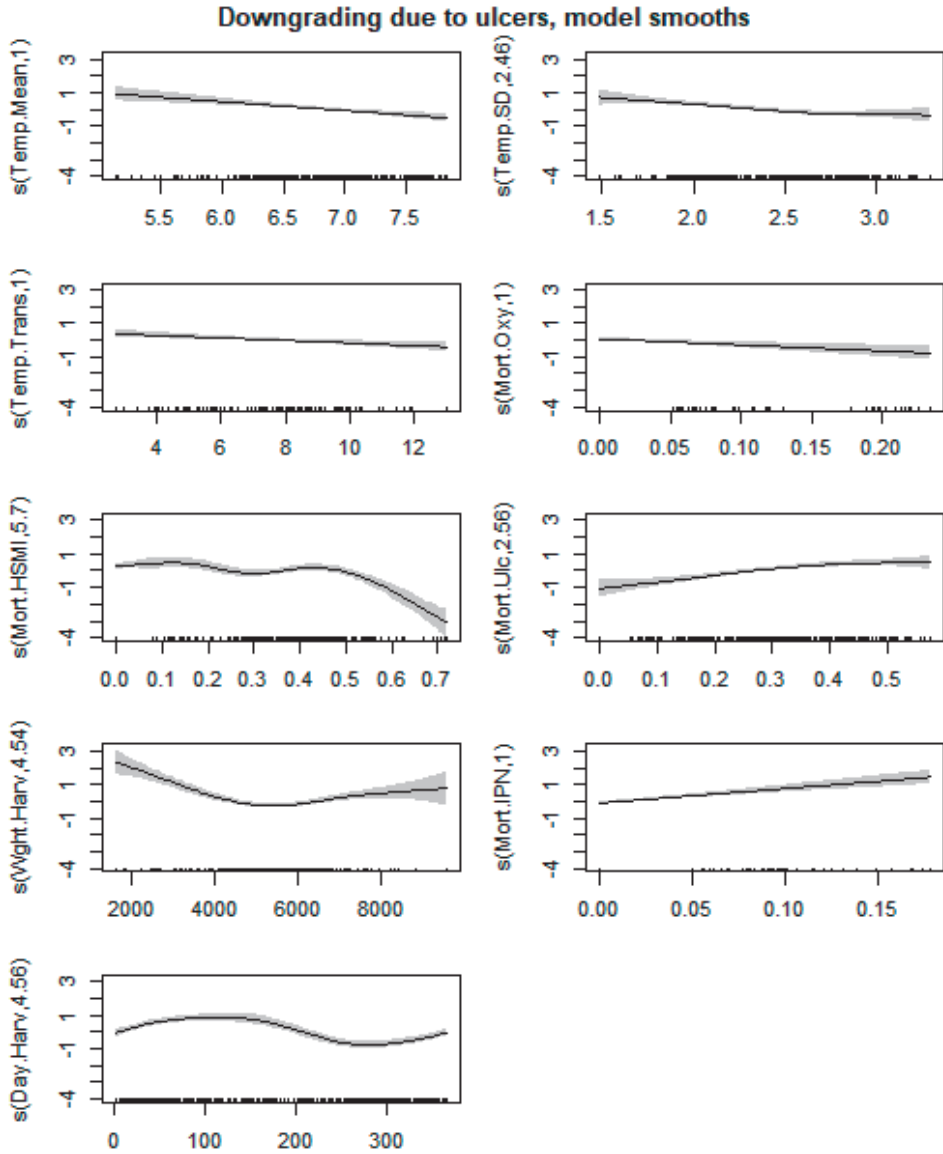 Downgrading due to ulcers, model smooths
s(Temp.Mean,1)
3
1
-1
-4
5.5 6.0 6.5 7.0 7.5
s(Temp.SD,2.46)
3
1
-1
-4
1.5 2.0 2.5 3.0
s(Temp.Trans,1)
3
1
-1
-4
4 6 8 10 12
s(Mort.Oxy,1)
3
1
-1
-4
0.00 0.05 0.10 0.15 0.20
s(Mort.HSMI,5.7)
3
1
-1
-4
0.0 0.1 0.2 0.3 0.4 0.5 0.6 0.7
s(Mort.Ulc,2.56)
3
1
-1
-4
0.0 0.1 0.2 0.3 0.4 0.5
s(Wght.Harv,4.54)
3
1
-1
-4
2000 4000 6000 8000
s(Mort.IPN,1)
3
1
-1
-4
0.00 0.05 0.10 0.15
s(Day.Harv,4.56)
3
1
-1
-4
0 100 200 300